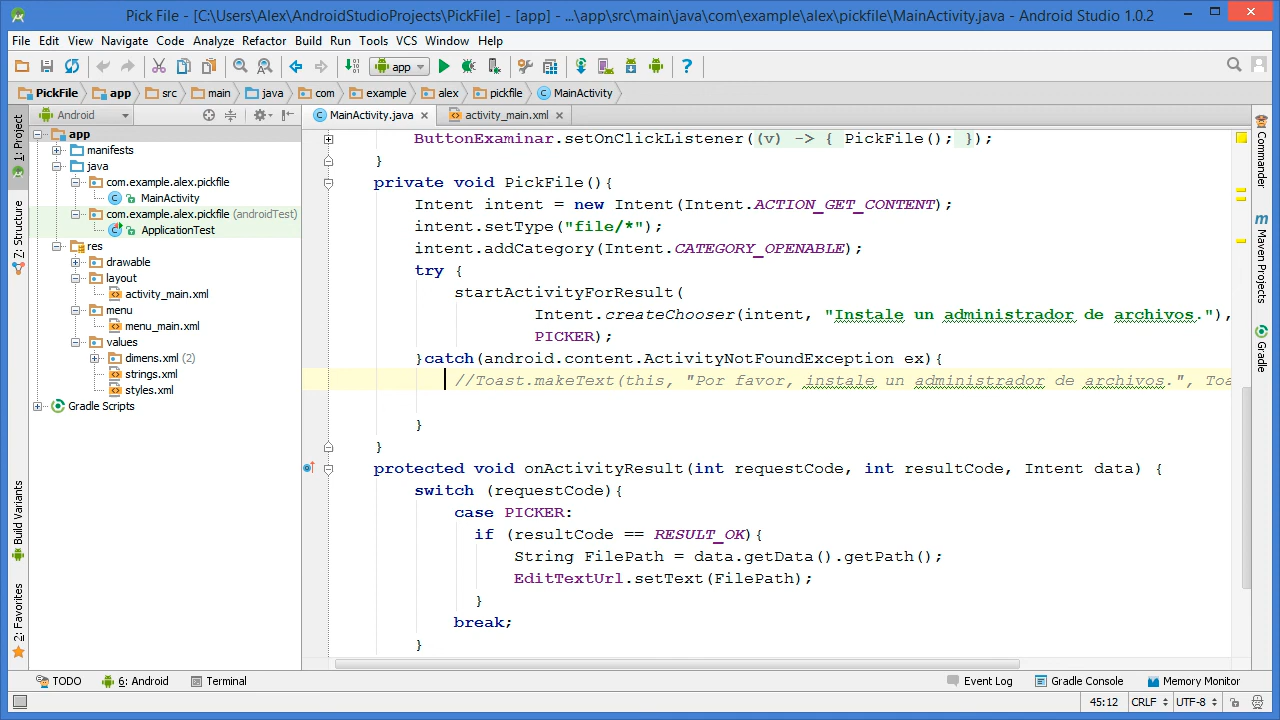 Pick File - [C:\Users\Alex\AndroidStudioProjects\PickFile] - [app] - ...\app\src\main\java\com\example\alex\pickfile\MainActivity.java - Android Studio 1.0.2
File Edit View Navigate Code Analyze Refactor Build Run Tools VCS Window Help
app
PickFile app src main java com example alex pickfile MainActivity
Android
MainActivity.java activity_main.xml
1: Project
Z: Structure
Build Variants
2: Favorites
app
manifests
java
com.example.alex.pickfile
MainActivity
com.example.alex.pickfile (androidTest)
ApplicationTest
res
drawable
layout
activity_main.xml
menu
menu_main.xml
values
dimens.xml (2)
strings.xml
styles.xml
Gradle Scripts
ButtonExaminar.setOnClickListener((v) -> { PickFile(); });
}
private void PickFile(){
Intent intent = new Intent(Intent.ACTION_GET_CONTENT);
intent.setType("file/*");
intent.addCategory(Intent.CATEGORY_OPENABLE);
try {
startActivityForResult(
Intent.createChooser(intent, "Instale un administrador de archivos."),
PICKER);
}catch(android.content.ActivityNotFoundException ex){
//Toast.makeText(this, "Por favor, instale un administrador de archivos.", Toa
}
}
protected void onActivityResult(int requestCode, int resultCode, Intent data) {
switch (requestCode){
case PICKER:
if (resultCode == RESULT_OK){
String FilePath = data.getData().getPath();
EditTextUrl.setText(FilePath);
}
break;
}
Commander
Maven Projects
Gradle
TODO 6: Android Terminal Event Log Gradle Console Memory Monitor
45:12 CRLF UTF-8